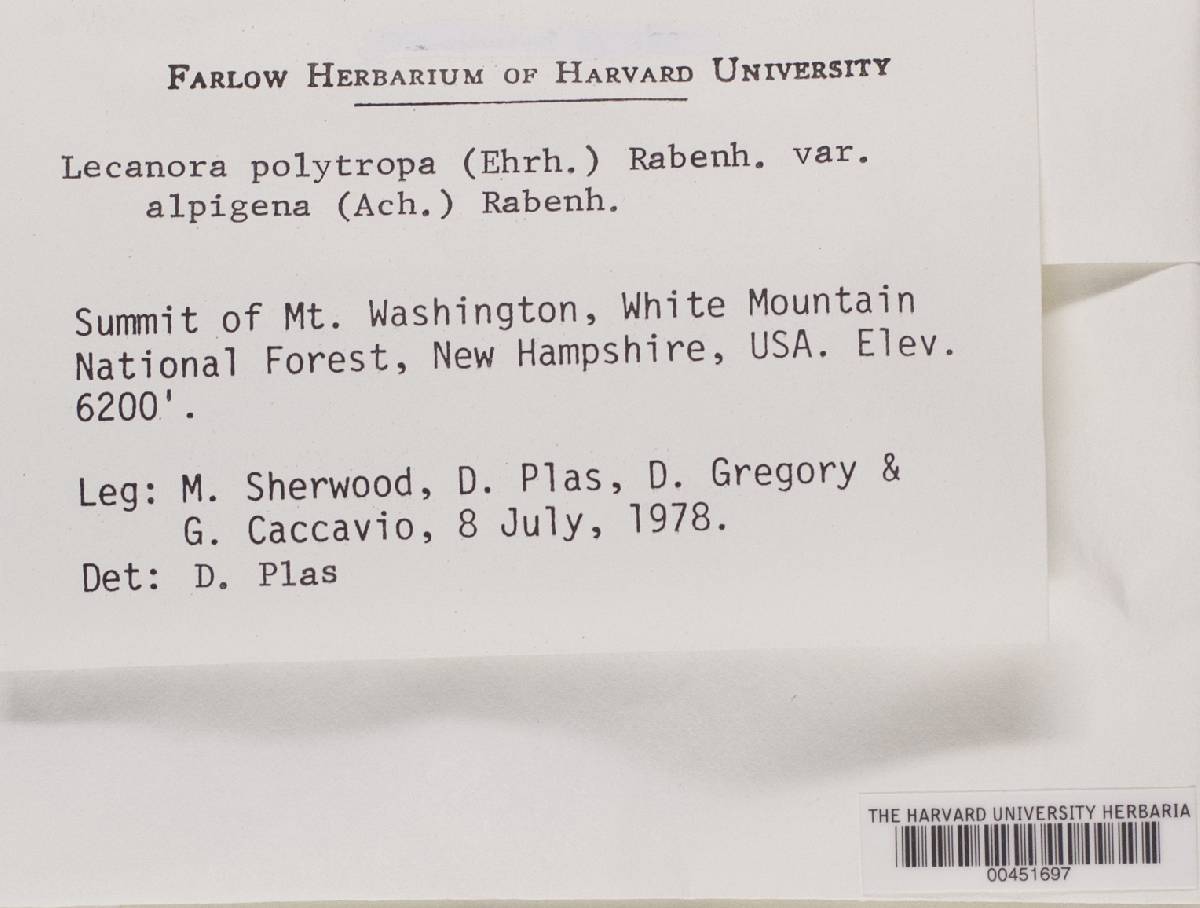 FARLOW HERBARIUM OF HARVARD UNIVERSITY
Lecanora polytropa (Ehrh.) Rabenh. var.
alpigena (Ach.) Rabenh.
Summit of Mt. Washington, White Mountain
National Forest, New Hampshire, USA. Elev.
6200'.
Leg: M. Sherwood, D. Plas, D. Gregory &
G. Caccavio, 8 July, 1978.
Det: D. Plas
THE HARVARD UNIVERSITY HERBARIA
00451697